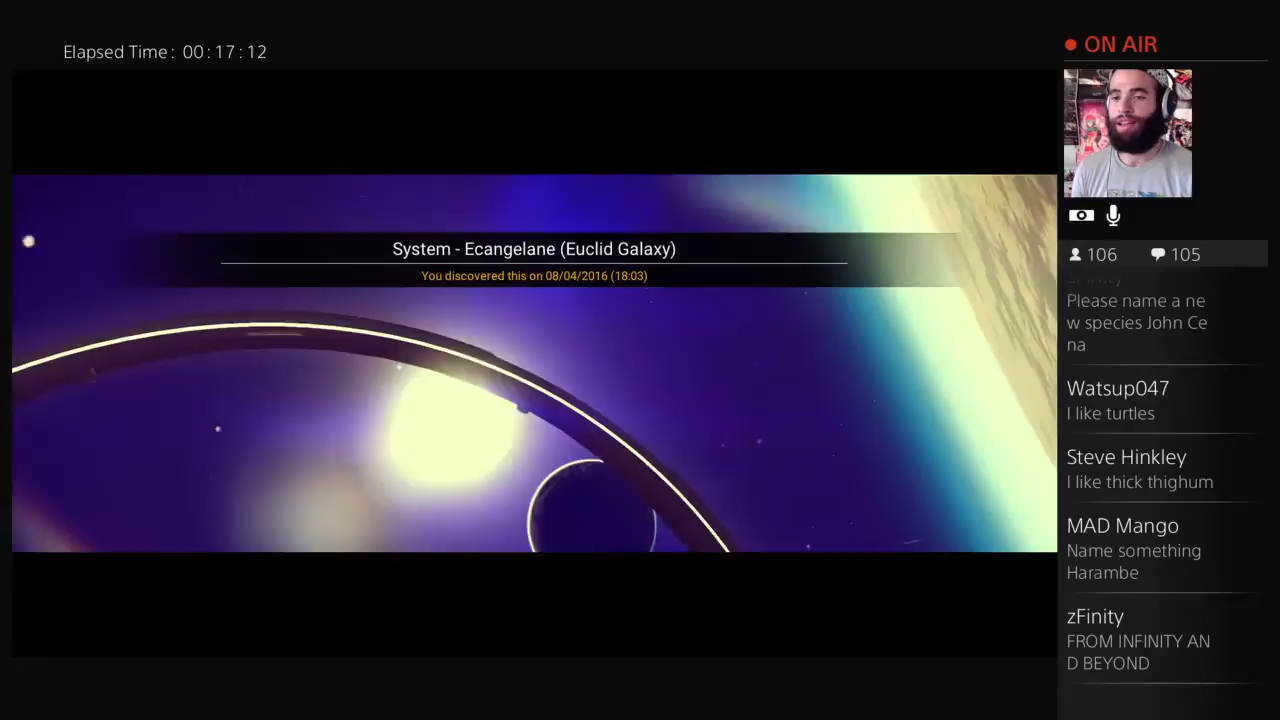 Elapsed Time: 00:17:12
ON AIR
System - Ecangelane (Euclid Galaxy)
You discovered this on 08/04/2016 (18:03)
106 105
Please name a ne
w species John Ce
na
Watsup047
I like turtles
Steve Hinkley
I like thick thighum
MAD Mango
Name something
Harambe
zFinity
FROM INFINITY AN
D BEYOND